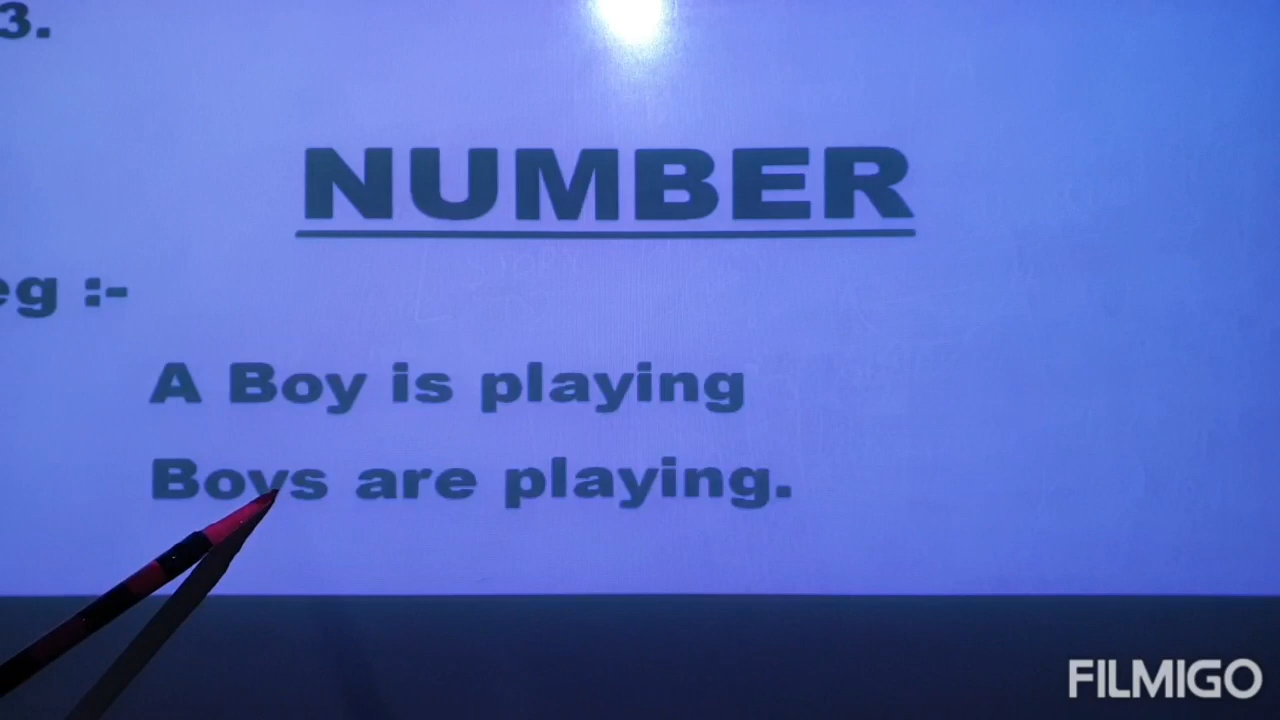 3.
NUMBER
eg :-
A Boy is playing
Boys are playing.
FILMIGO